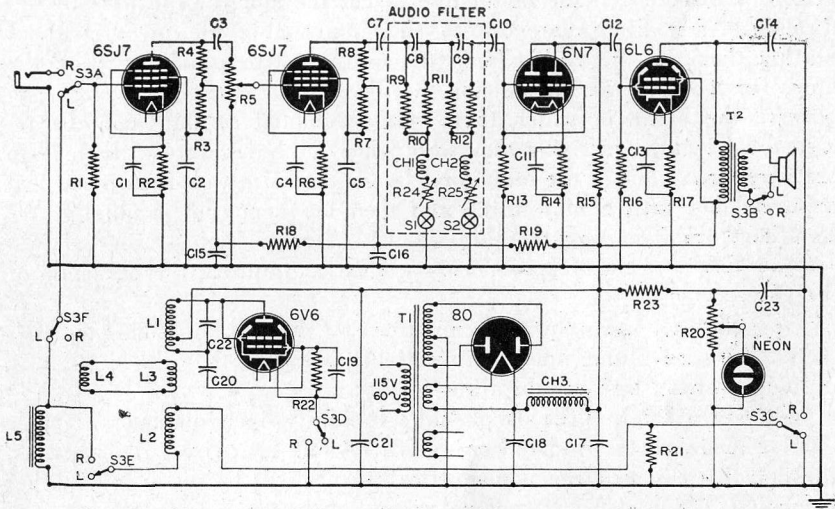 AUDIO FILTER
C3 C7 C10 C12 C14
6SJ7 R4 6SJ7 R8 C8 C9 6N7 6L6
R S3A L R5 R9 R11 T2
R3 R7 R10 R12
R1 C1 R2 C2 C4 R6 C5 CH1 CH2 R13 C11 R14 R15 C13 R16 R17
R24 R25 L
S1 S2 S3B R
C15 R18 C16 R19
S3F L R L1 6V6 T1 80 R23 C23
C22 R20 NEON
L4 L3 C20 R22 C19 115V 60~ CH3
L5 L2 S3D R L C21 C18 C17 R21 S3C R L
R L S3E